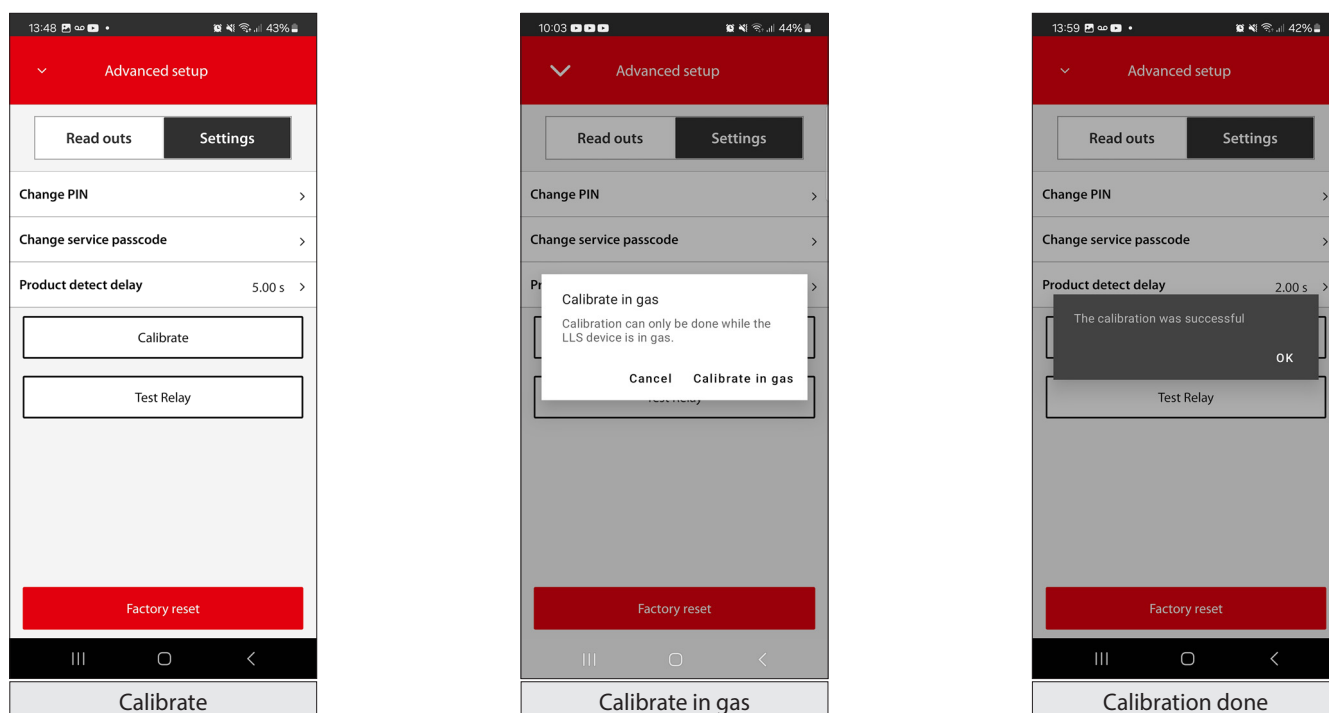 13:48
43%
Advanced setup
Read outs
Settings
Change PIN
Change service passcode
Product detect delay
5.00 s
Calibrate
Test Relay
Factory reset
Calibrate
10:03
44%
Advanced setup
Read outs
Settings
Change PIN
Change service passcode
Pr
Calibrate in gas
Calibration can only be done while the
LLS device is in gas.
Cancel
Calibrate in gas
Test Relay
Factory reset
Calibrate in gas
13:59
42%
Advanced setup
Read outs
Settings
Change PIN
Change service passcode
Product detect delay
2.00 s
The calibration was successful
OK
Test Relay
Factory reset
Calibration done